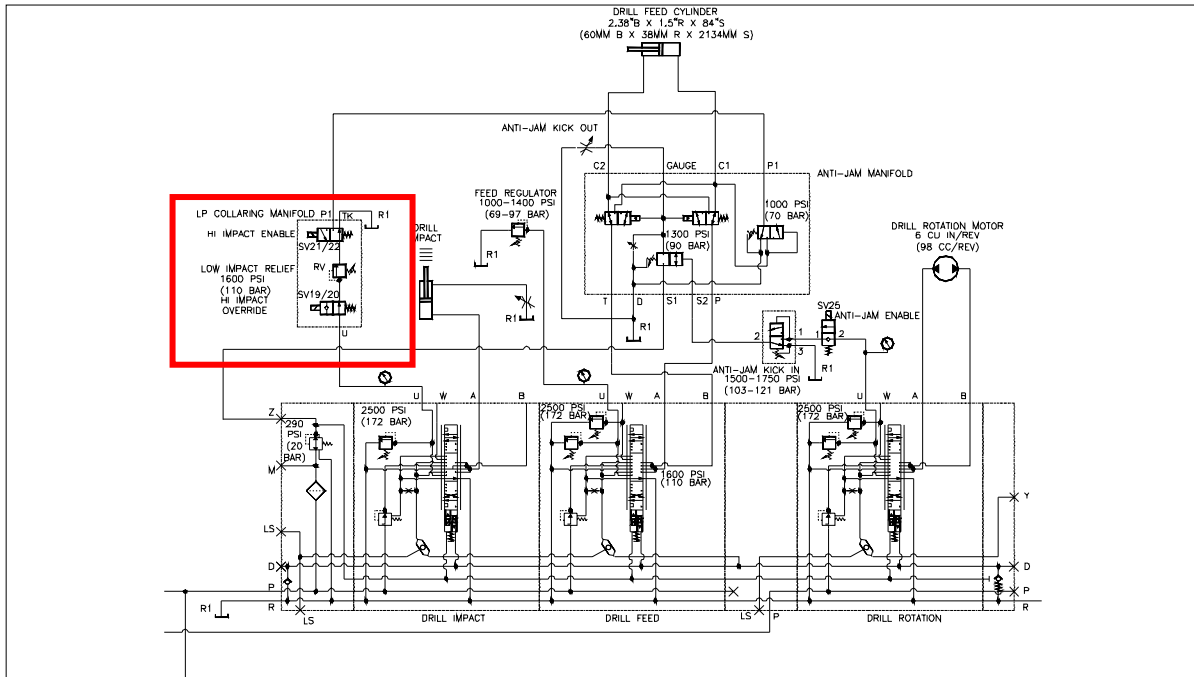 DRILL FEED CYLINDER
2.38"B X 1.5"R X 84"S
(60MM B X 38MM R X 2134MM S)
ANTI-JAM KICK OUT
C2 GAUGE C1 P1
ANTI-JAM MANIFOLD
FEED REGULATOR
1000-1400 PSI
(69-97 BAR)
R1
1000 PSI
(70 BAR)
1300 PSI
(90 BAR)
T D S1 S2 P
R1
LP COLLARING MANIFOLD P1 TK R1
HI IMPACT ENABLE
SV21/22
LOW IMPACT RELIEF
1600 PSI
(110 BAR)
RV
HI IMPACT
OVERRIDE
SV19/20
U
DRILL
IMPACT
R1
DRILL ROTATION MOTOR
6 CU IN/REV
(98 CC/REV)
SV25
ANTI-JAM ENABLE
2 1 3 1 2
R1
ANTI-JAM KICK IN
1500-1750 PSI
(103-121 BAR)
U W A B U W A B U W A B
Z
290
PSI
(20
BAR)
M
LS
D
P
R
R1
LS
2500 PSI
(172 BAR)
2500 PSI
(172 BAR)
1600 PSI
(110 BAR)
2500 PSI
(172 BAR)
Y
D
P
R
DRILL IMPACT DRILL FEED LS P DRILL ROTATION